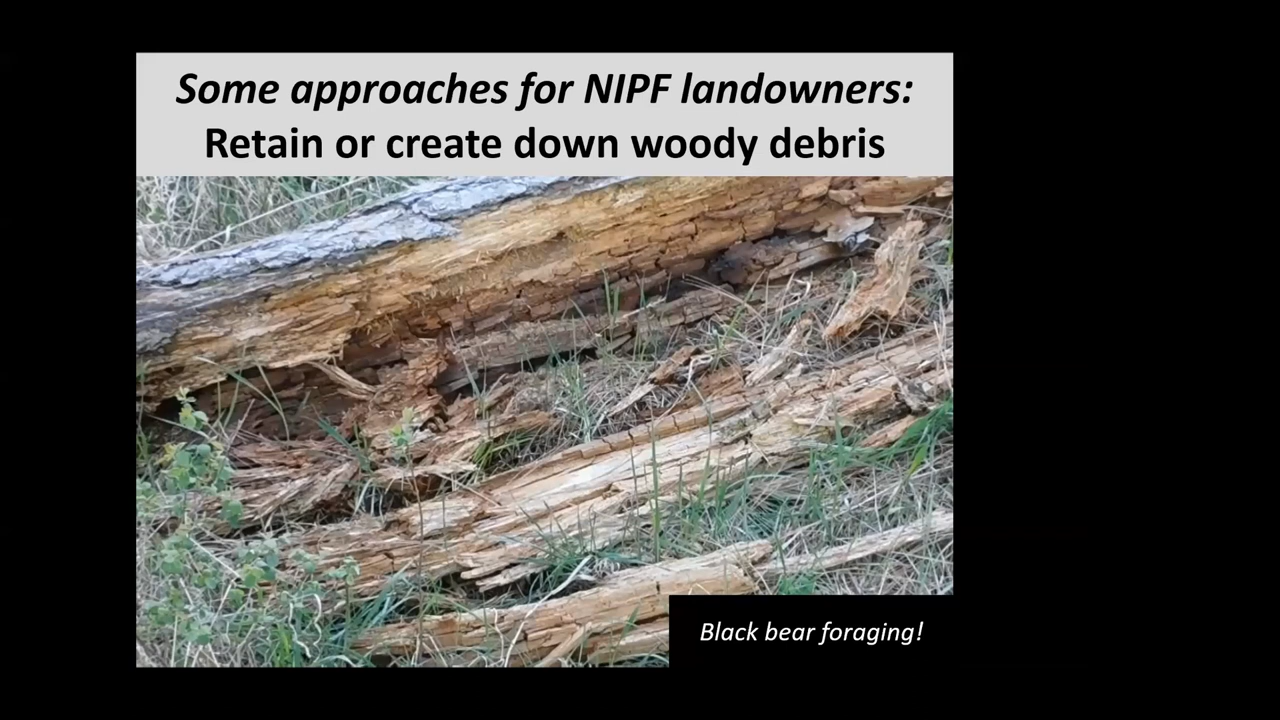 Some approaches for NIPF landowners:
Retain or create down woody debris
Black bear foraging!